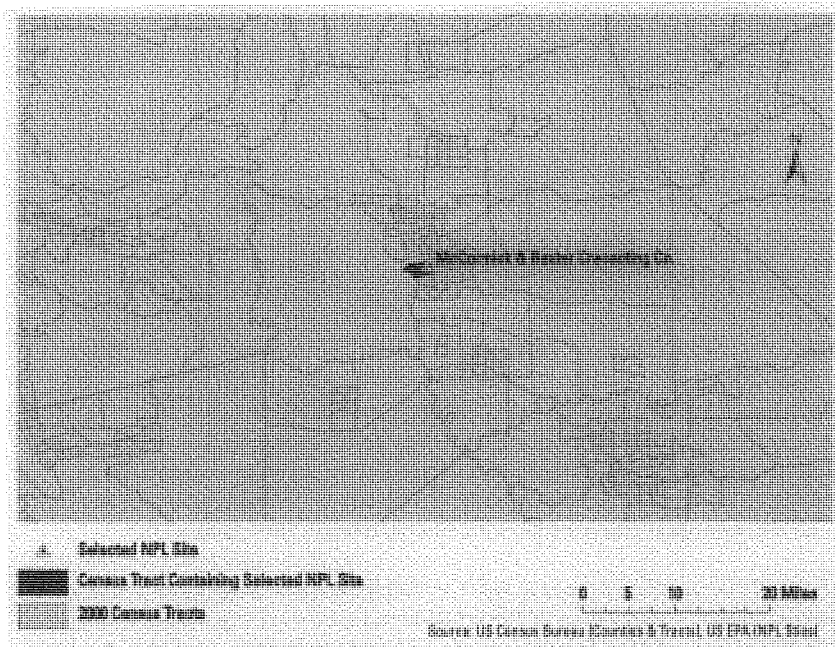 McCormick & Baxter Creosoting Co.
Selected NPL Site
Census Tract Containing Selected NPL Site
2000 Census Tracts
0 5 10 20 Miles
Source: US Census Bureau (Counties & Tracts), US EPA (NPL Sites)